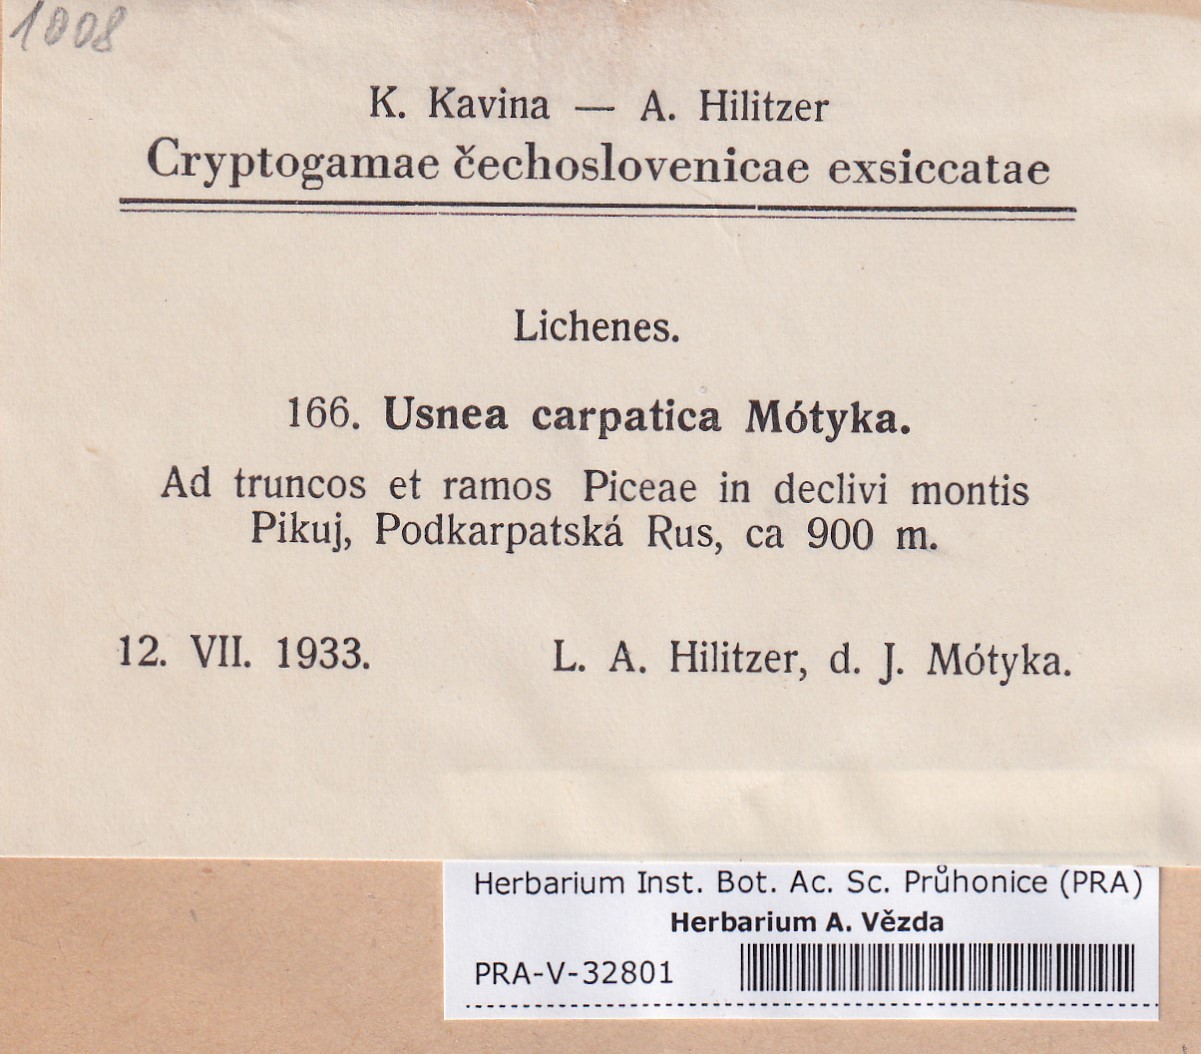 1008
K. Kavina — A. Hilitzer
Cryptogamae čechoslovenicae exsiccatae
Lichenes.
166. Usnea carpatica Mótyka.
Ad truncos et ramos Piceae in declivi montis
Pikuj, Podkarpatská Rus, ca 900 m.
12. VII. 1933. L. A. Hilitzer, d. J. Mótyka.
Herbarium Inst. Bot. Ac. Sc. Průhonice (PRA)
Herbarium A. Vězda
PRA-V-32801